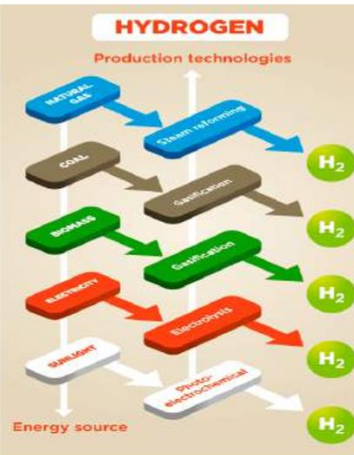 HYDROGEN
Production technologies
NATURAL
GAS
Steam reforming
H2
COAL
Gasification
H2
BIOMASS
Gasification
H2
ELECTRICITY
Electrolysis
H2
SUNLIGHT
Photo-
electrochemical
H2
Energy source